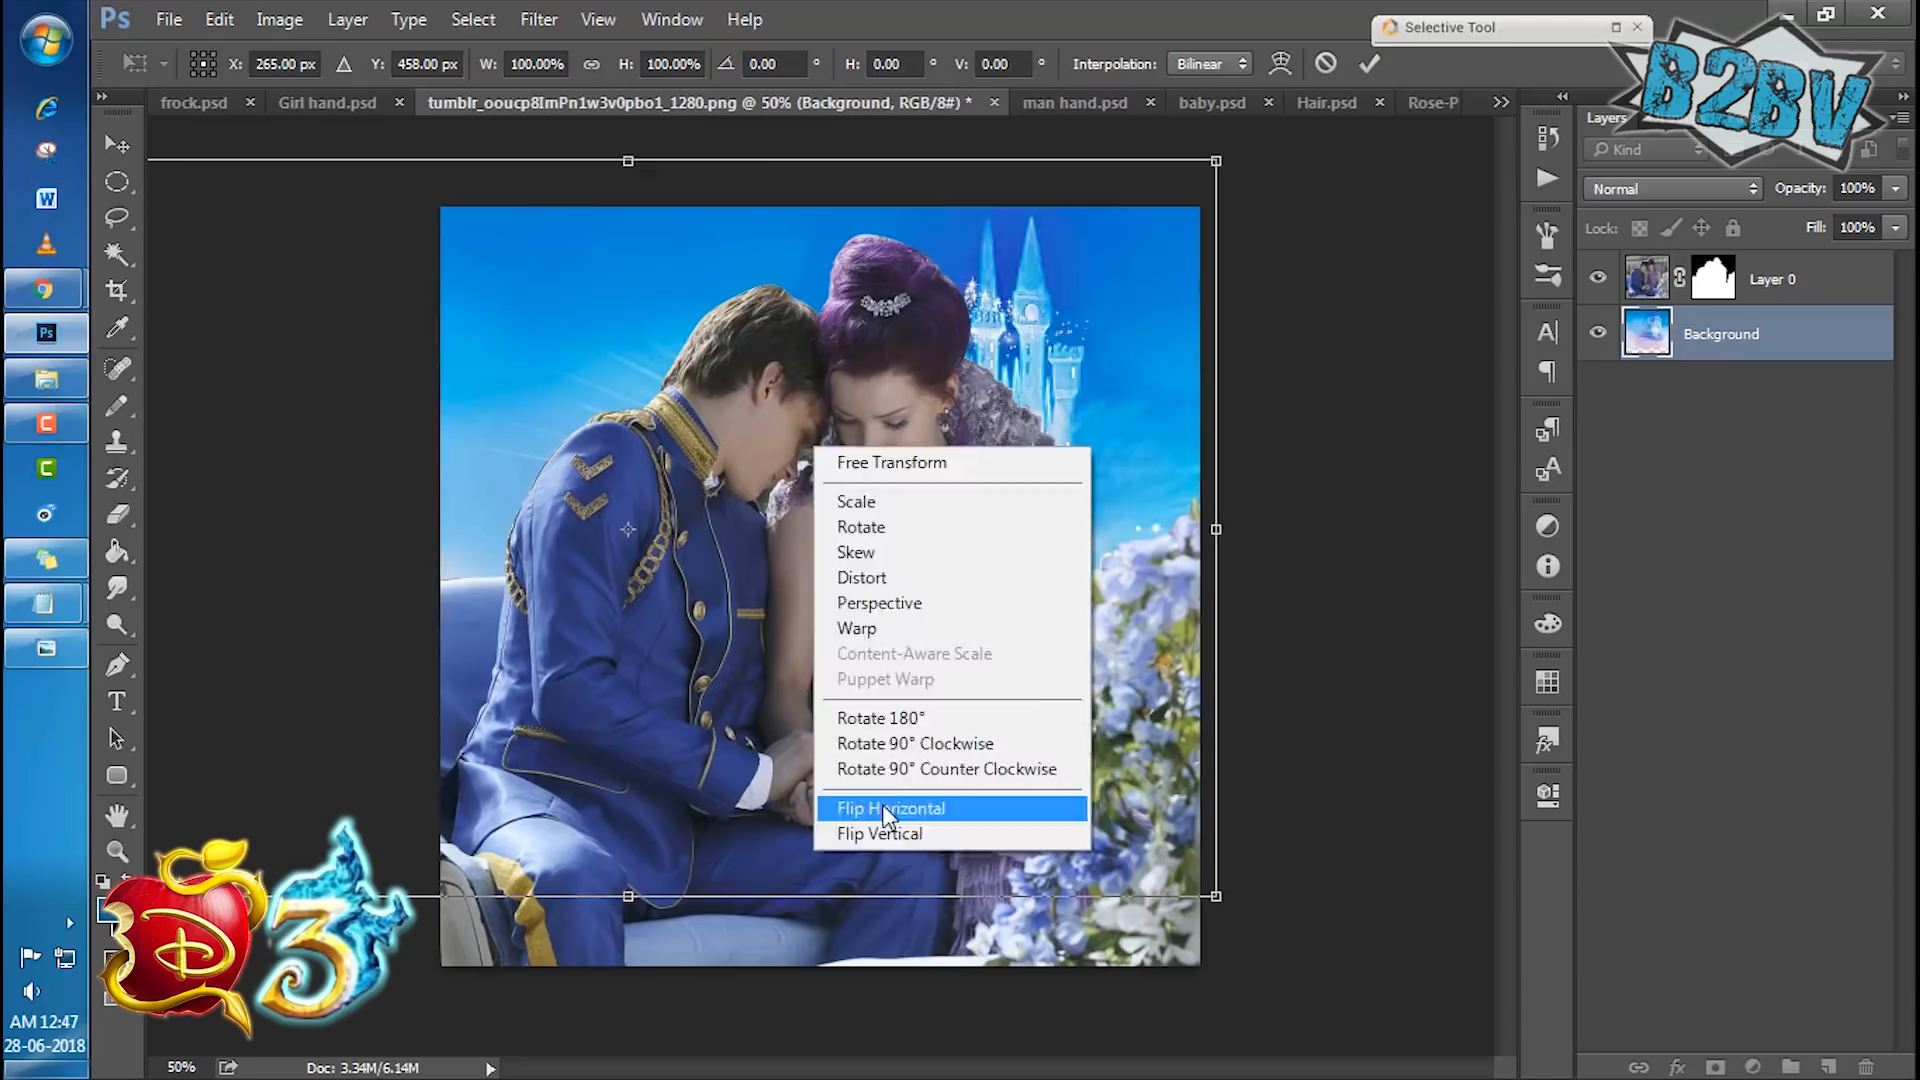 Ps File Edit Image Layer Type Select Filter View Window Help
Selective Tool
X: 265.00 px Y: 458.00 px W: 100.00% H: 100.00% 0.00 ° H: 0.00 ° V: 0.00 ° Interpolation: Bilinear
B2BV
frock.psd × Girl hand.psd × tumblr_ooucp8ImPn1w3v0pbo1_1280.png @ 50% (Background, RGB/8#) * × man hand.psd × baby.psd × Hair.psd × Rose-P
Layers
Kind
Normal Opacity: 100%
Lock: Fill: 100%
Layer 0
Background
Free Transform
Scale
Rotate
Skew
Distort
Perspective
Warp
Content-Aware Scale
Puppet Warp
Rotate 180°
Rotate 90° Clockwise
Rotate 90° Counter Clockwise
Flip Horizontal
Flip Vertical
D 3
AM 12:47
28-06-2018
50% Doc: 3.34M/6.14M